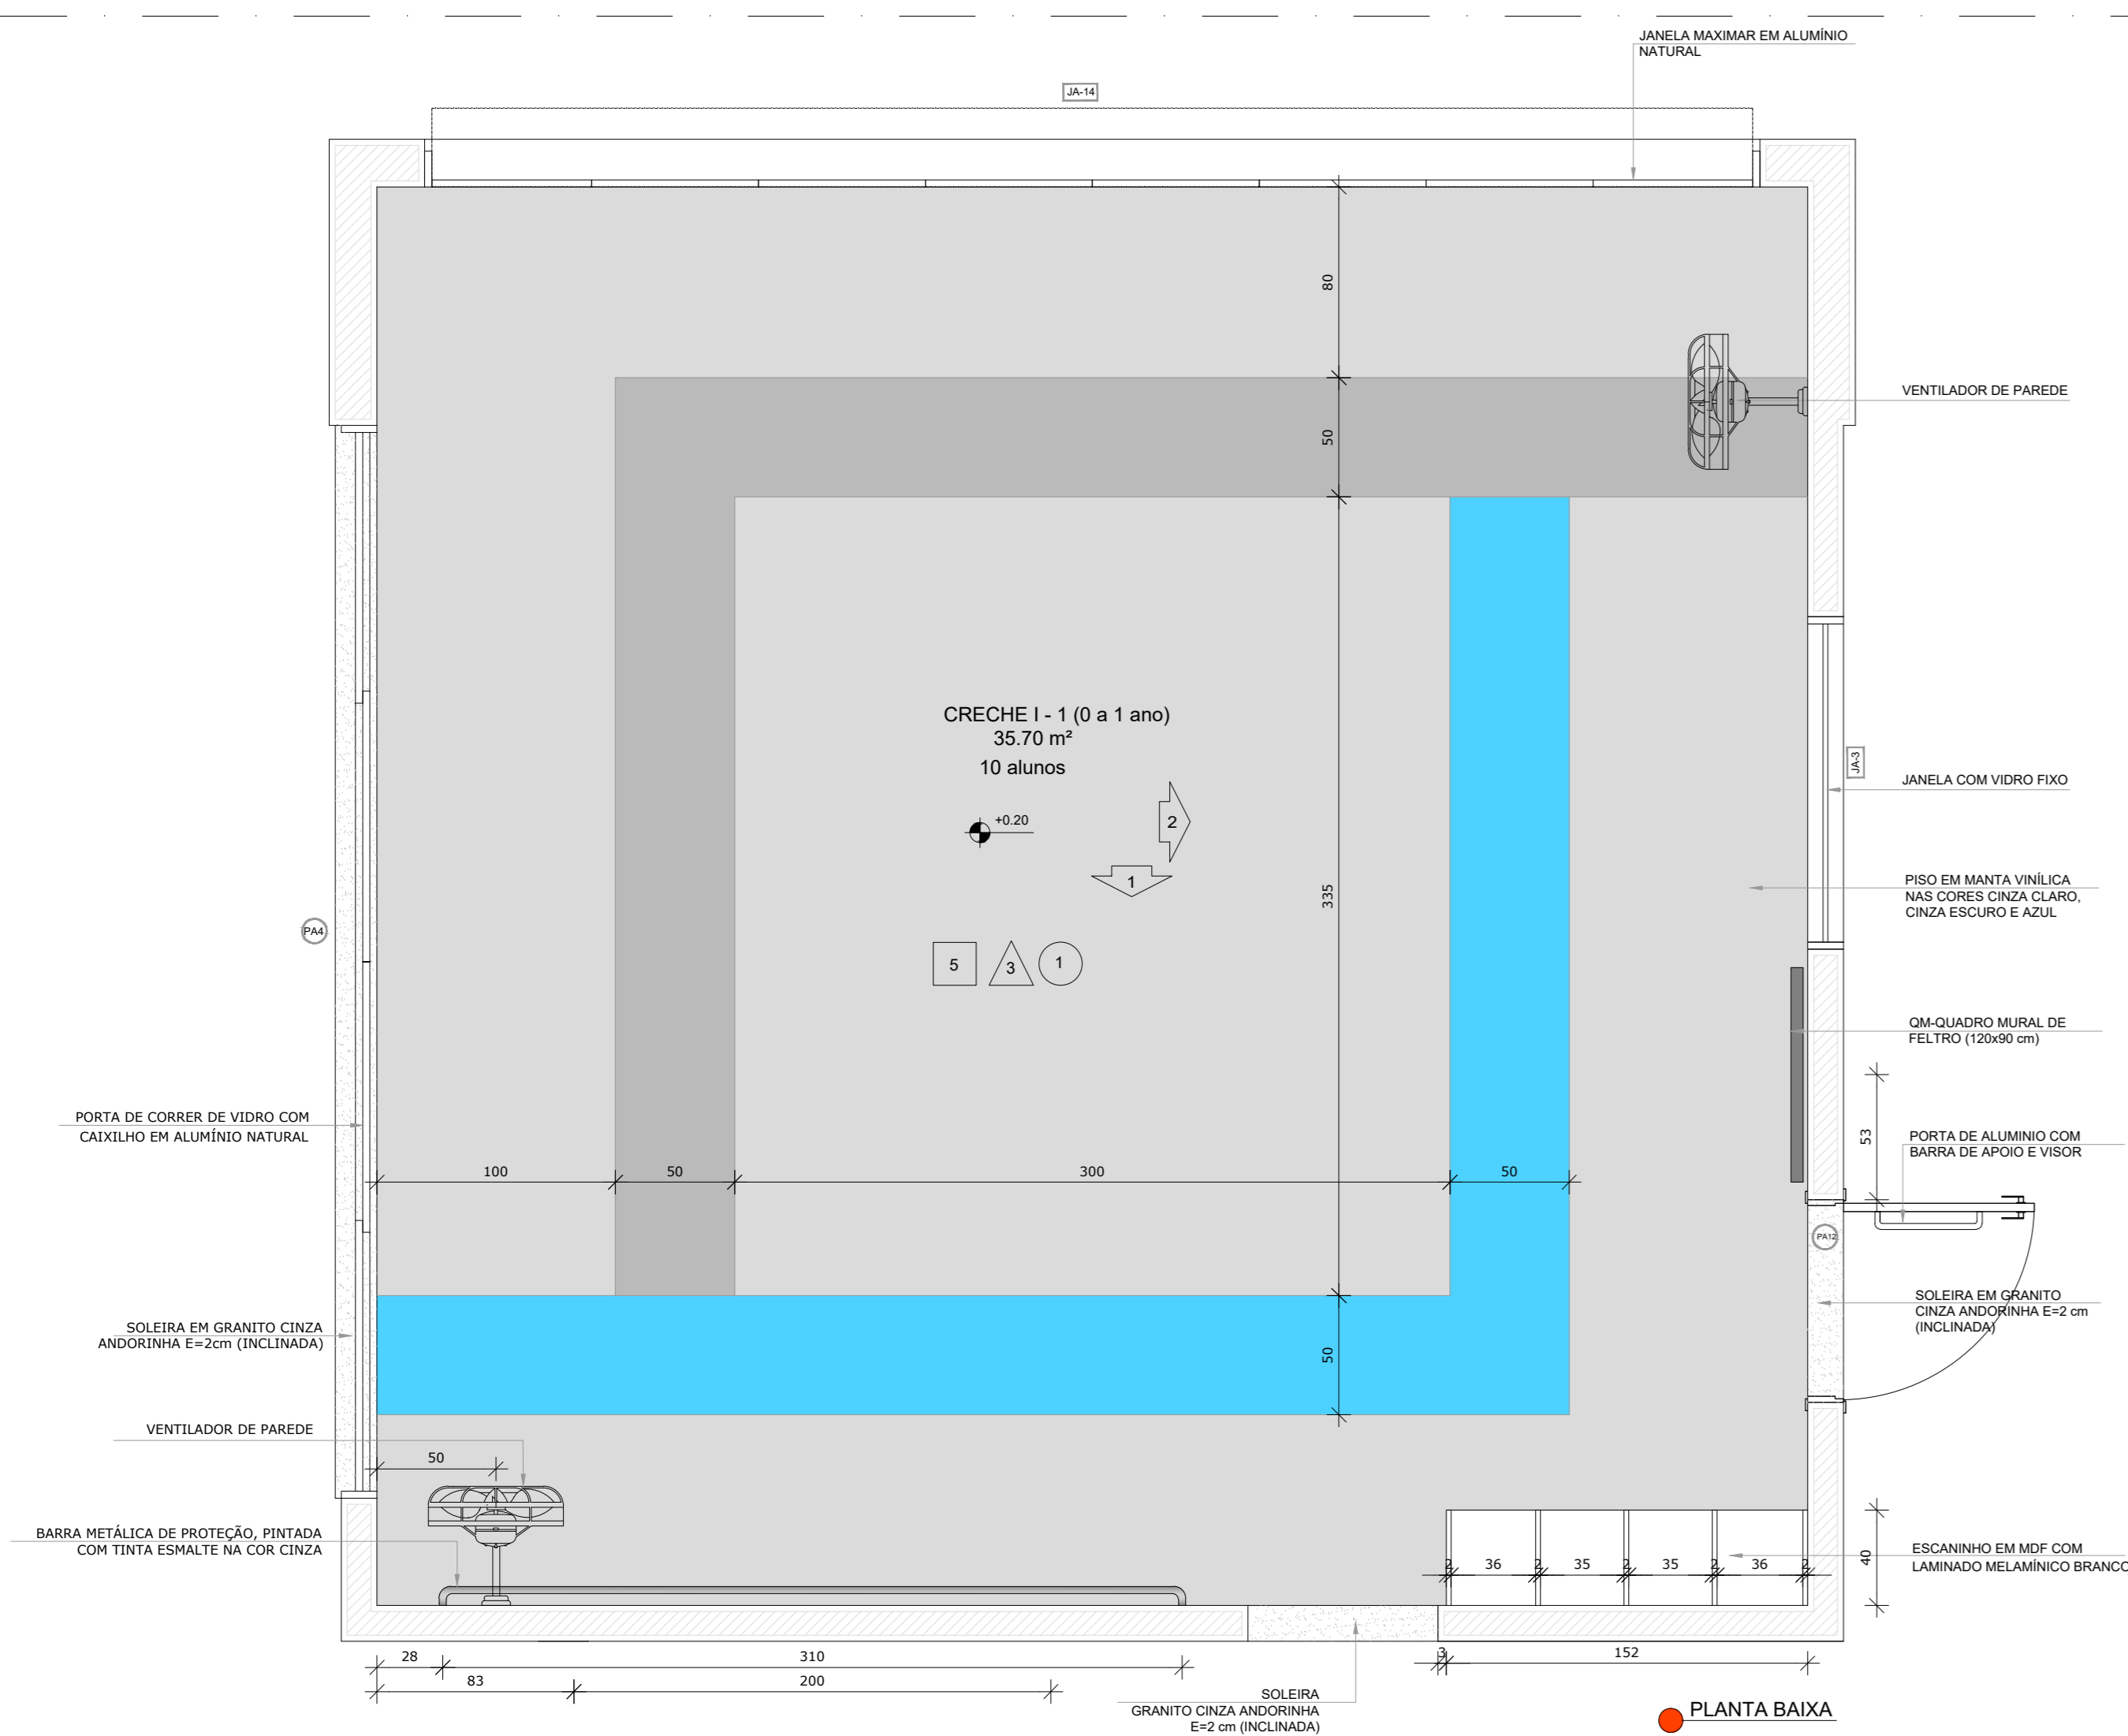 JANELA MAXIMAR EM ALUMÍNIO
NATURAL
JA-14
80
VENTILADOR DE PAREDE
50
CRECHE I - 1 (0 a 1 ano)
35.70 m²
10 alunos
JA-3
JANELA COM VIDRO FIXO
+0.20
2
1
335
PISO EM MANTA VINÍLICA
NAS CORES CINZA CLARO,
CINZA ESCURO E AZUL
PA4
5
3
1
QM-QUADRO MURAL DE
FELTRO (120x90 cm)
PORTA DE CORRER DE VIDRO COM
CAIXILHO EM ALUMÍNIO NATURAL
53
PORTA DE ALUMINIO COM
BARRA DE APOIO E VISOR
100
50
300
50
PA12
SOLEIRA EM GRANITO
CINZA ANDORINHA E=2 cm
(INCLINADA)
SOLEIRA EM GRANITO CINZA
ANDORINHA E=2cm (INCLINADA)
50
VENTILADOR DE PAREDE
50
BARRA METÁLICA DE PROTEÇÃO, PINTADA
COM TINTA ESMALTE NA COR CINZA
2 36 2 35 2 35 2 36 2
40
ESCANINHO EM MDF COM
LAMINADO MELAMÍNICO BRANCO
28
310
3
152
83
200
SOLEIRA
GRANITO CINZA ANDORINHA
E=2 cm (INCLINADA)
PLANTA BAIXA